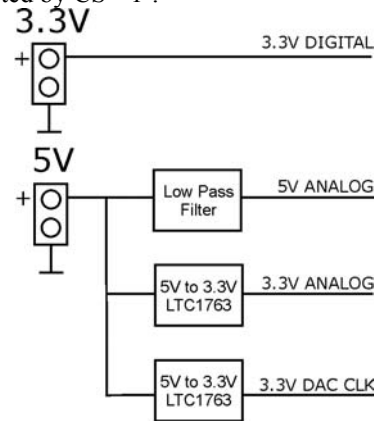 3.3V
+
3.3V DIGITAL
5V
+
Low Pass
Filter
5V ANALOG
5V to 3.3V
LTC1763
3.3V ANALOG
5V to 3.3V
LTC1763
3.3V DAC CLK